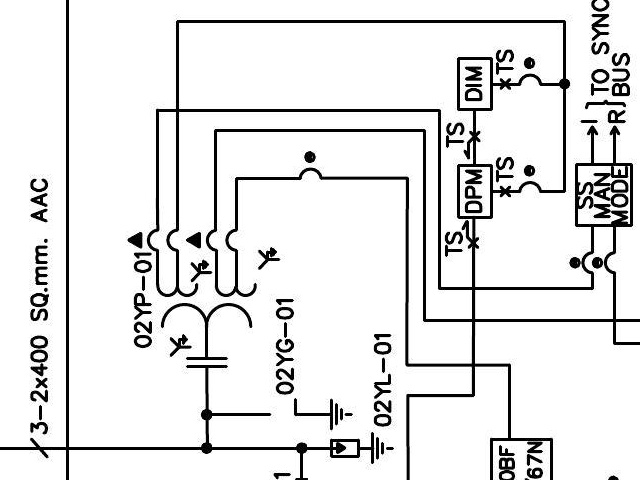 3-2x400 SQ.mm. AAC
02YP-01
02YG-01
02YL-01
TS
DIM
TS
TS
DPM
TS
I
R
TO SYNC
BUS
SS
MAN
MODE
0BF
67N
1